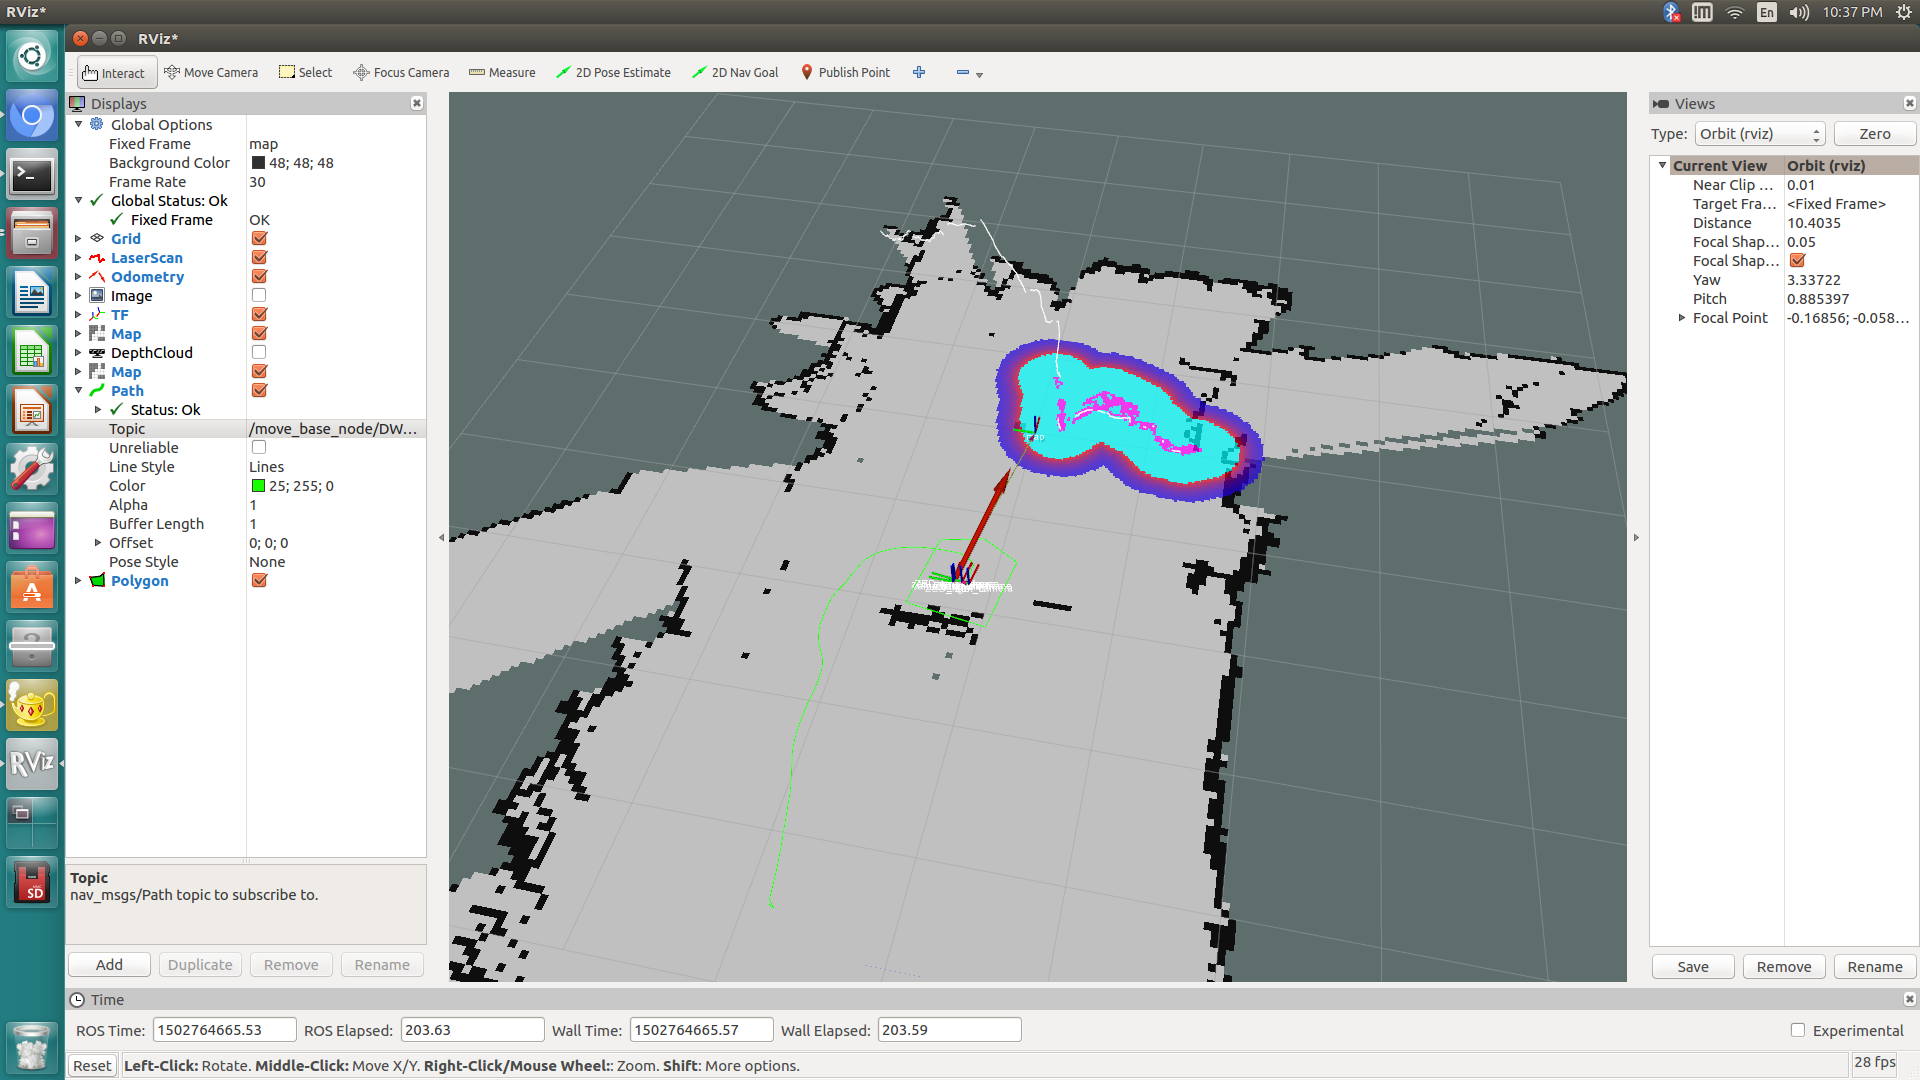 RViz*
En
10:37 PM
RViz*
Interact
Move Camera
Select
Focus Camera
Measure
2D Pose Estimate
2D Nav Goal
Publish Point
Displays
Global Options
Fixed Frame map
Background Color 48; 48; 48
Frame Rate 30
Global Status: Ok
Fixed Frame OK
Grid
LaserScan
Odometry
Image
TF
Map
DepthCloud
Map
Path
Status: Ok
Topic /move_base_node/DW...
Unreliable
Line Style Lines
Color 25; 255; 0
Alpha 1
Buffer Length 1
Offset 0; 0; 0
Pose Style None
Polygon
Topic
nav_msgs/Path topic to subscribe to.
Add Duplicate Remove Rename
map
Views
Type: Orbit (rviz) Zero
Current View Orbit (rviz)
Near Clip ... 0.01
Target Fra... <Fixed Frame>
Distance 10.4035
Focal Shap... 0.05
Focal Shap...
Yaw 3.33722
Pitch 0.885397
Focal Point -0.16856; -0.058...
Save Remove Rename
RViz
SD
Time
ROS Time: 1502764665.53 ROS Elapsed: 203.63 Wall Time: 1502764665.57 Wall Elapsed: 203.59 Experimental
Reset Left-Click: Rotate. Middle-Click: Move X/Y. Right-Click/Mouse Wheel:: Zoom. Shift: More options. 28 fps